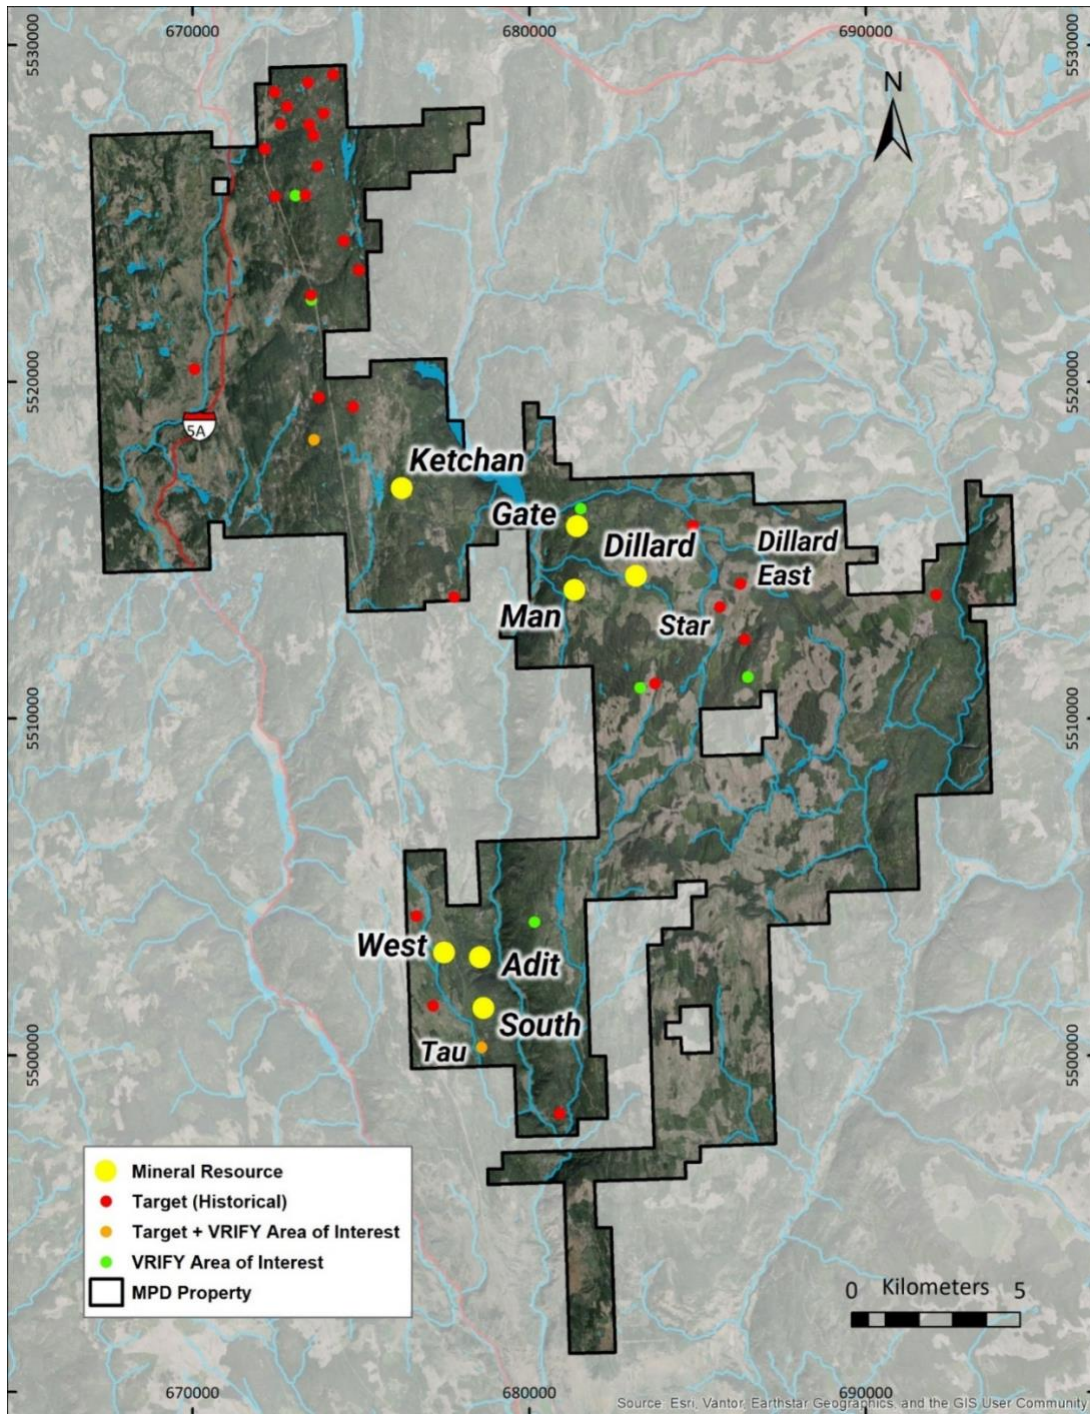 670000 680000 690000
5530000 5530000
N
5520000 5520000
5A
Ketchan
Gate
Dillard
Dillard
East
Man
Star
5510000 5510000
West
Adit
South
Tau
5500000 5500000
Mineral Resource
Target (Historical)
Target + VRIFY Area of Interest
VRIFY Area of Interest
MPD Property
0 Kilometers 5
670000 680000 690000
Source: Esri, Vantor, Earthstar Geographics, and the GIS User Community